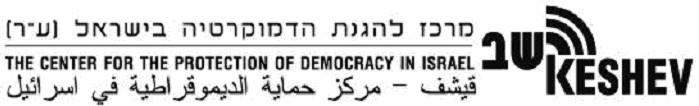 מרכז להגנת הדמוקרטיה בישראל (ע״ר)
THE CENTER FOR THE PROTECTION OF DEMOCRACY IN ISRAEL
قيشف - مركز حماية الديموقراطية في اسرائيل
קשב
KESHEV